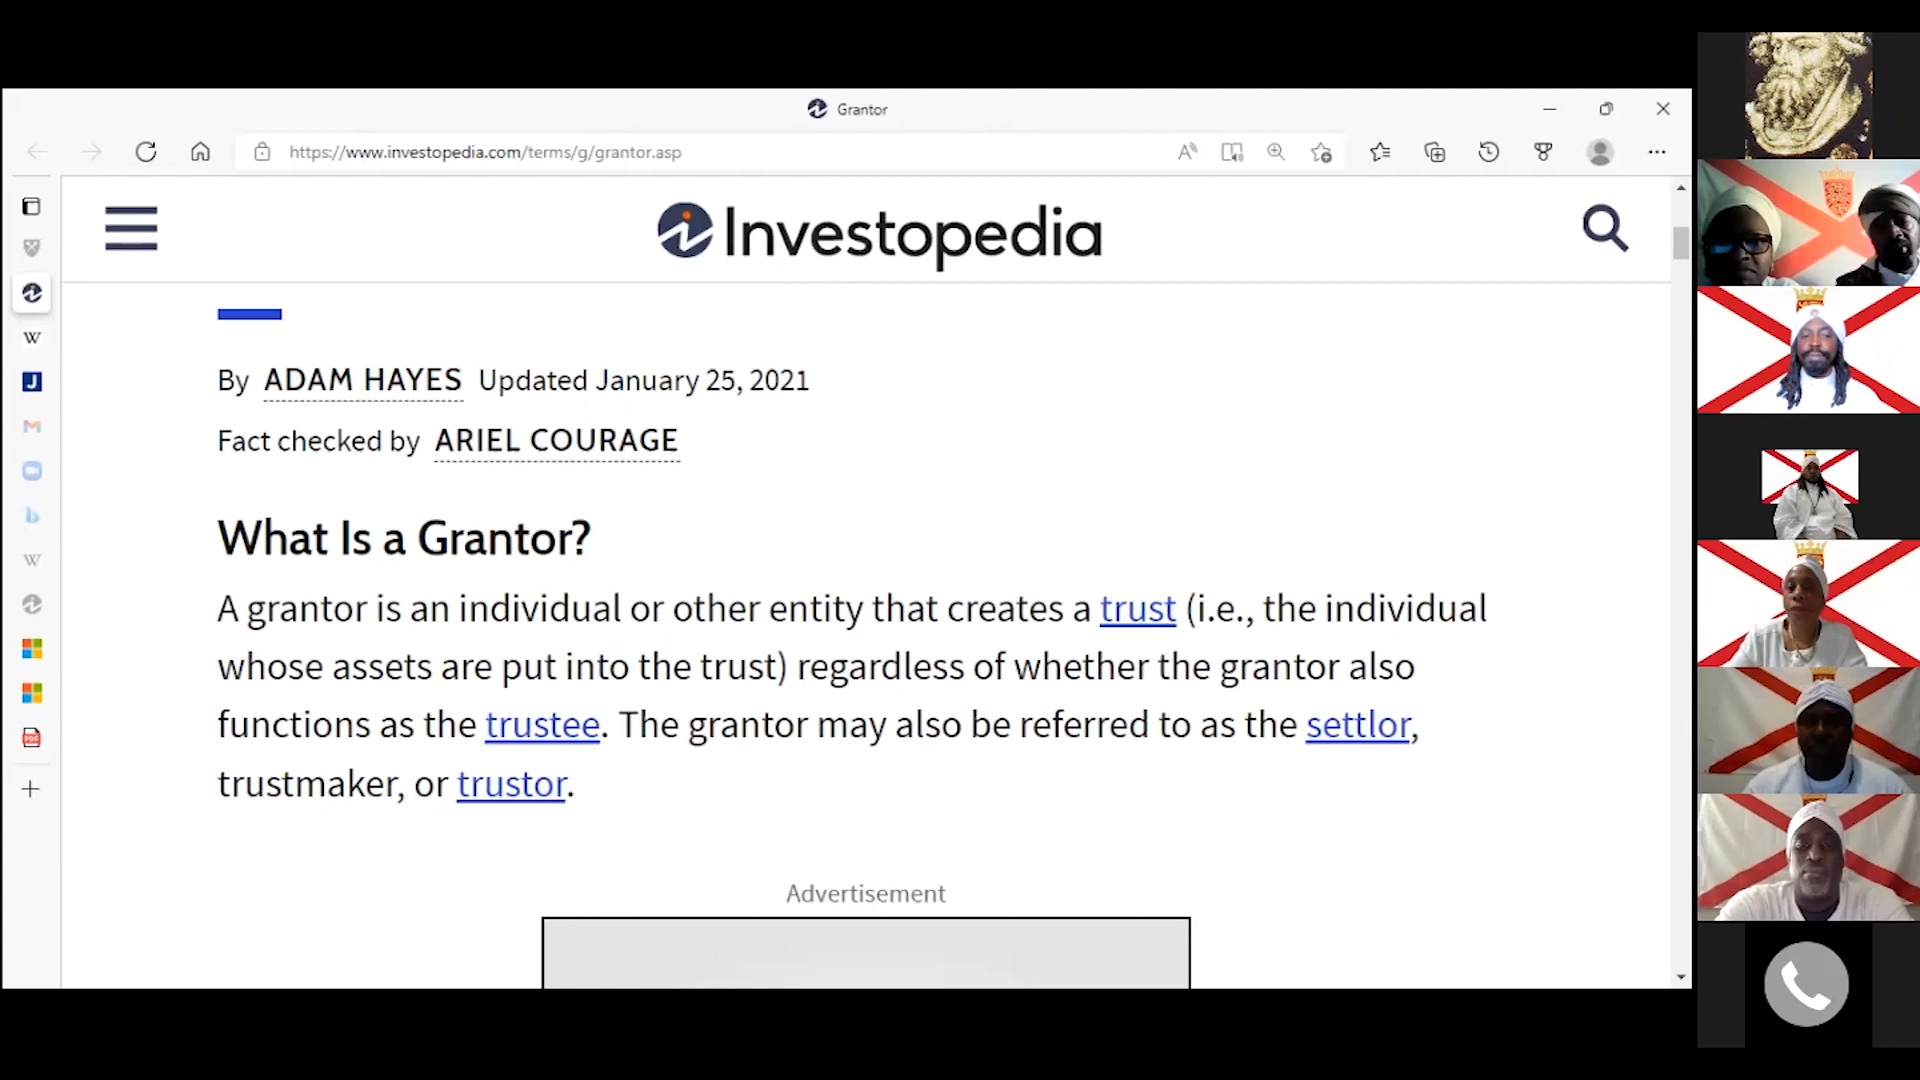 Grantor
https://www.investopedia.com/terms/g/grantor.asp
Investopedia
By ADAM HAYES Updated January 25, 2021
Fact checked by ARIEL COURAGE
What Is a Grantor?
A grantor is an individual or other entity that creates a trust (i.e., the individual
whose assets are put into the trust) regardless of whether the grantor also
functions as the trustee. The grantor may also be referred to as the settlor,
trustmaker, or trustor.
Advertisement